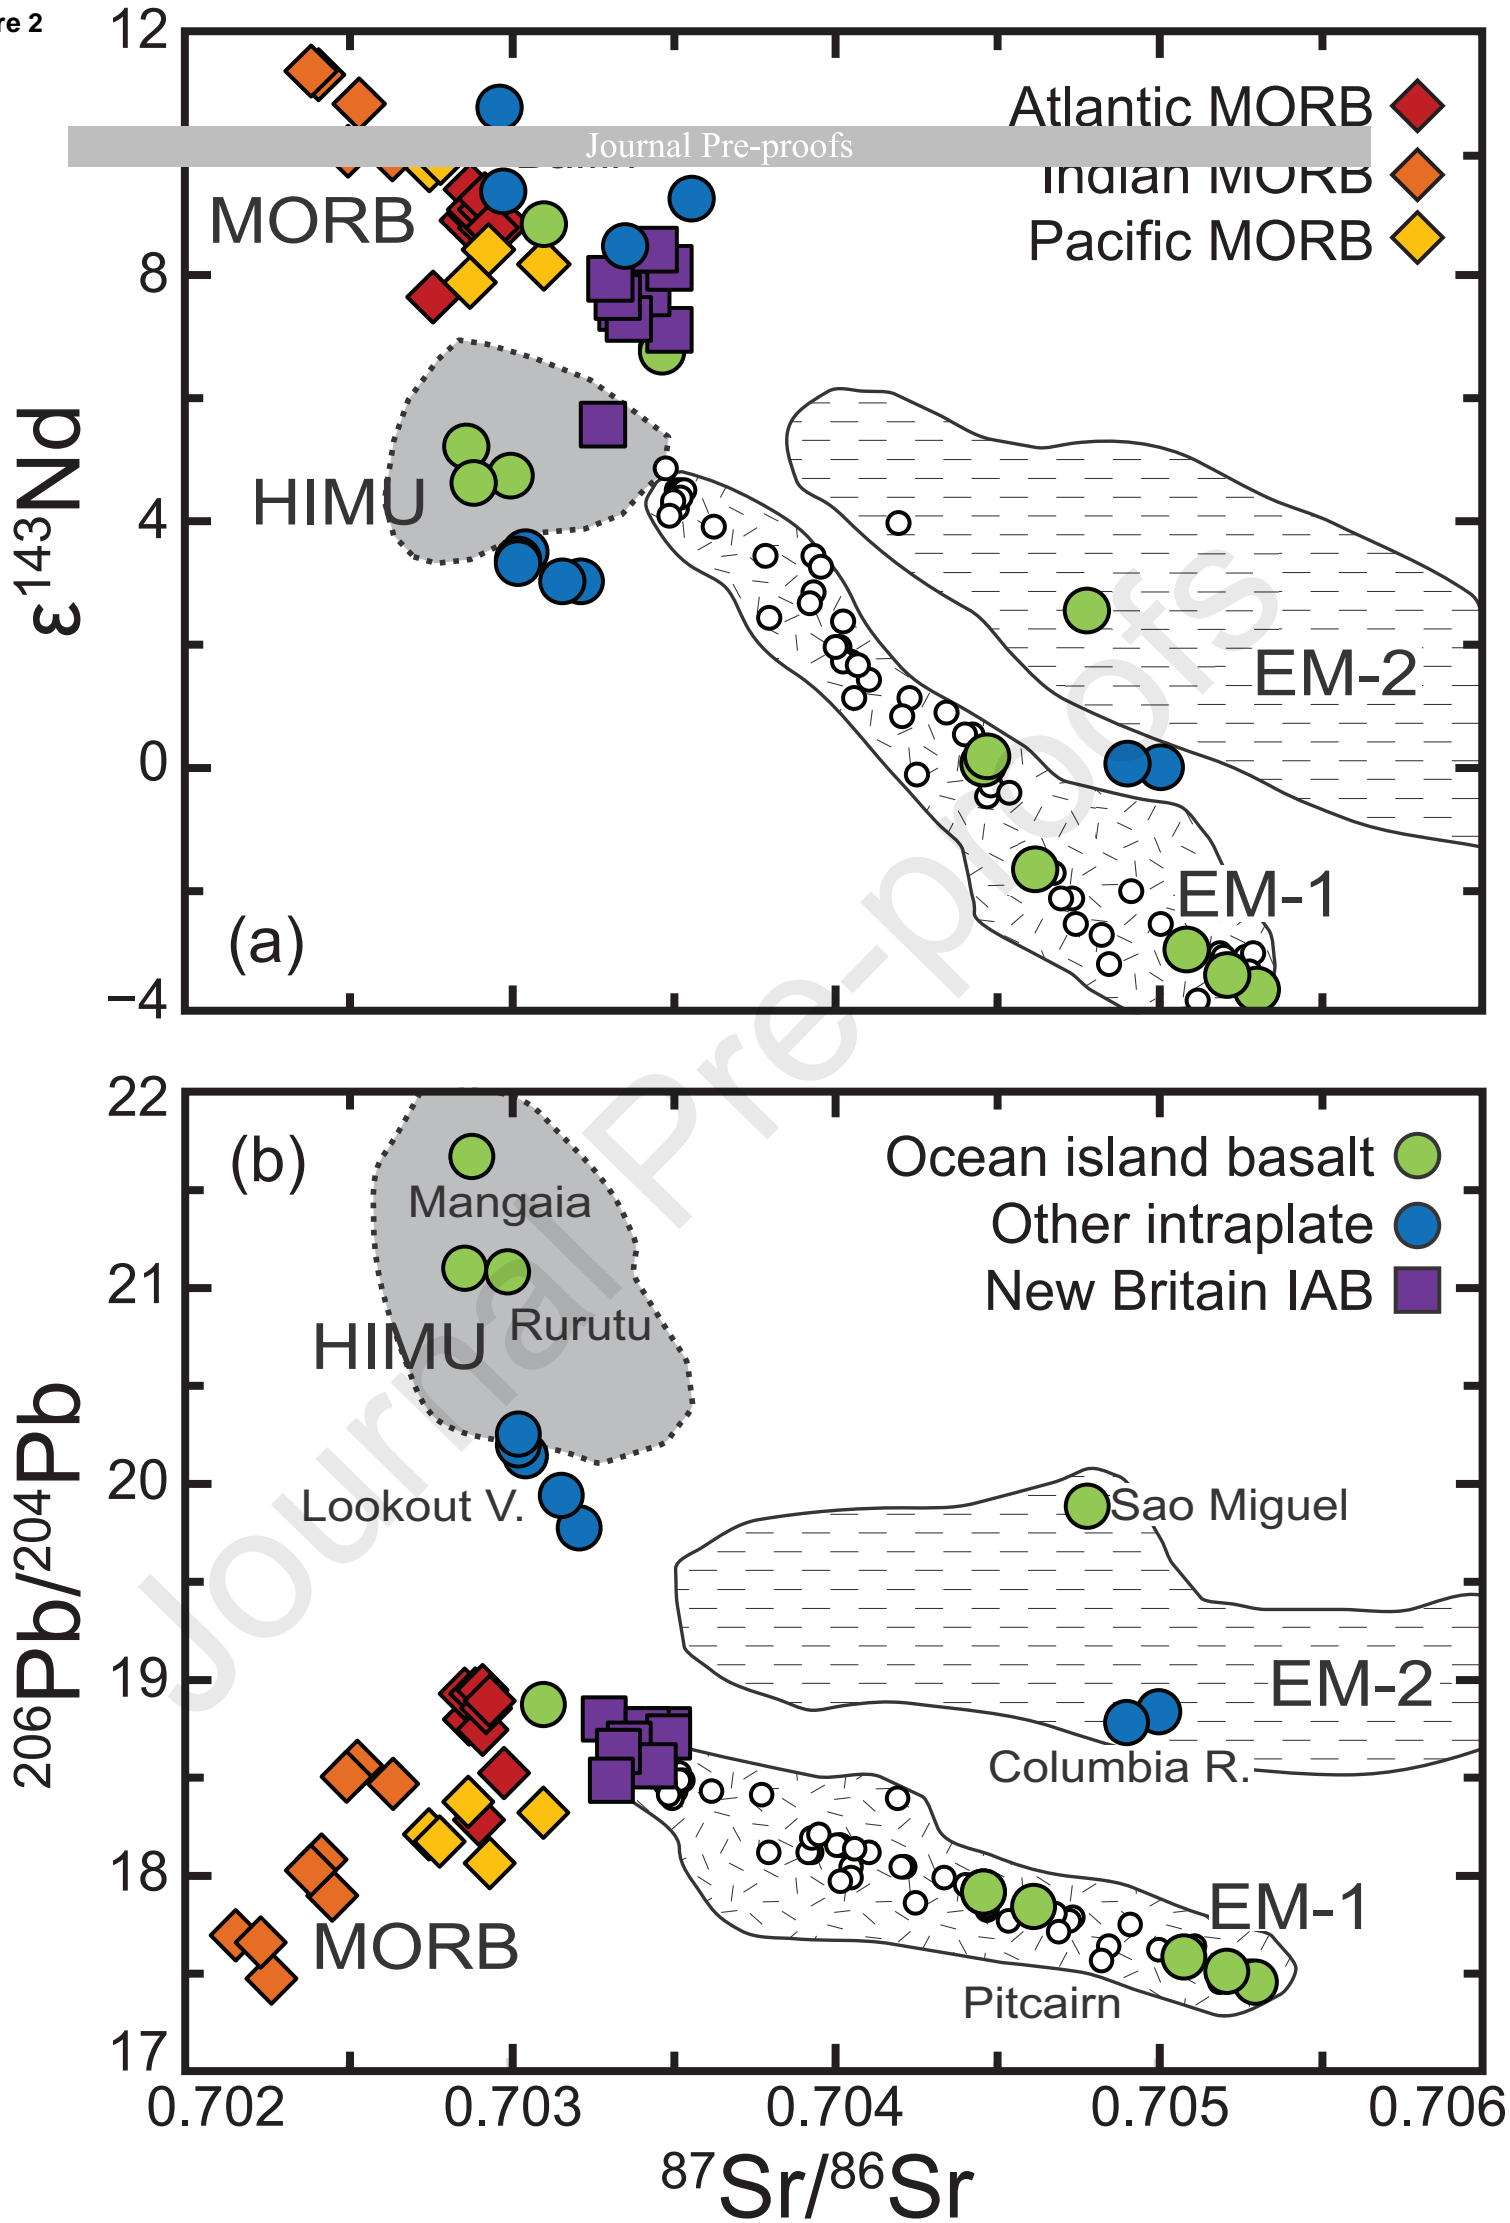 re 2
12
Atlantic MORB
Journal Pre-proofs
Indian MORB
MORB
Pacific MORB
8
HIMU
4
ε143Nd
EM-2
0
EM-1
(a)
−4
22
(b)
Ocean island basalt
Mangaia
Other intraplate
21
New Britain IAB
Rurutu
HIMU
206Pb/204Pb
20
Lookout V.
Sao Miguel
19
EM-2
Columbia R.
18
EM-1
MORB
Pitcairn
17
0.702 0.703 0.704 0.705 0.706
87Sr/86Sr
Journal Pre-proofs